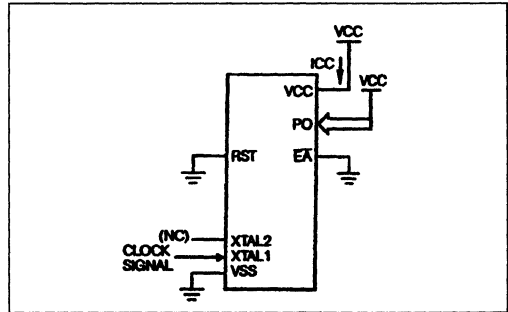 VCC
ICC
VCC
VCC
PO
RST
EA
(NC)
XTAL2
CLOCK
SIGNAL
XTAL1
VSS